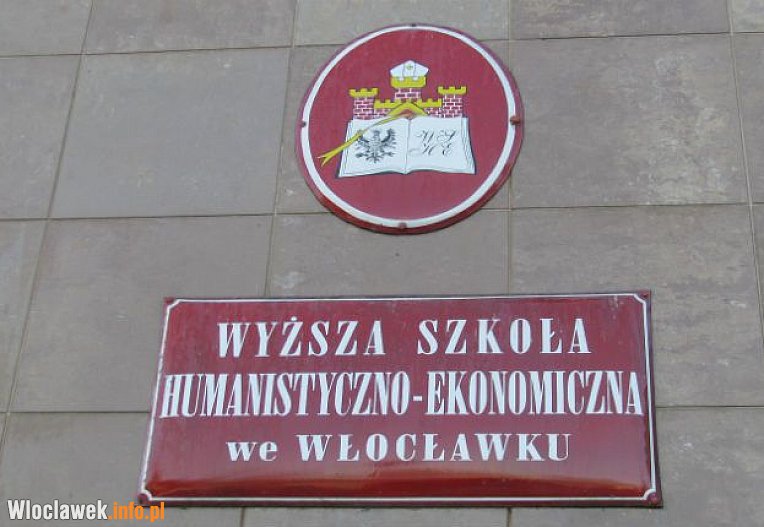 W S
H E
WYŻSZA SZKOŁA
HUMANISTYCZNO-EKONOMICZNA
we WŁOCŁAWKU
Wloclawek.info.pl